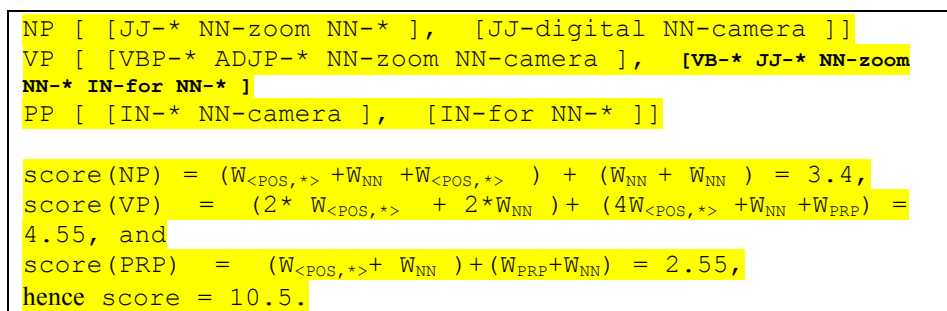 NP [ [JJ-* NN-zoom NN-* ], [JJ-digital NN-camera ]]
VP [ [VBP-* ADJP-* NN-zoom NN-camera ], [VB-* JJ-* NN-zoom
NN-* IN-for NN-* ]
PP [ [IN-* NN-camera ], [IN-for NN-* ]]
score(NP) = (W<POS,*> +WNN +W<POS,*> ) + (WNN + WNN ) = 3.4,
score(VP) = (2* W<POS,*> + 2*WNN )+ (4W<POS,*> +WNN +WPRP) =
4.55, and
score(PRP) = (W<POS,*>+ WNN )+(WPRP+WNN) = 2.55,
hence score = 10.5.